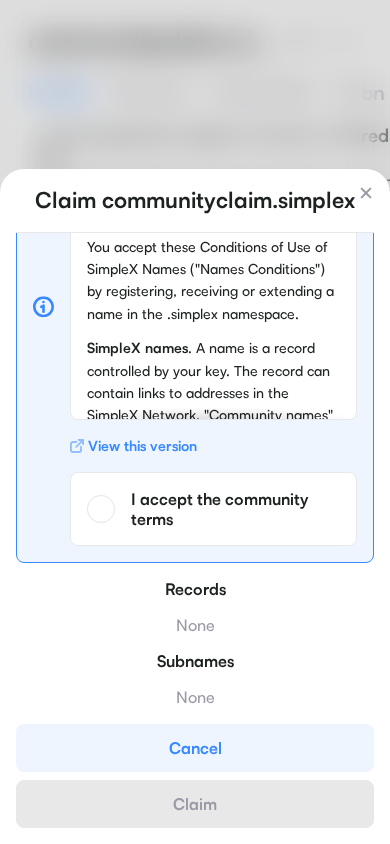 Claim communityclaim.simplex
You accept these Conditions of Use of
SimpleX Names ("Names Conditions")
by registering, receiving or extending a
name in the .simplex namespace.
SimpleX names. A name is a record
controlled by your key. The record can
contain links to addresses in the
SimpleX Network. "Community names"
View this version
I accept the community
terms
Records
None
Subnames
None
Cancel
Claim